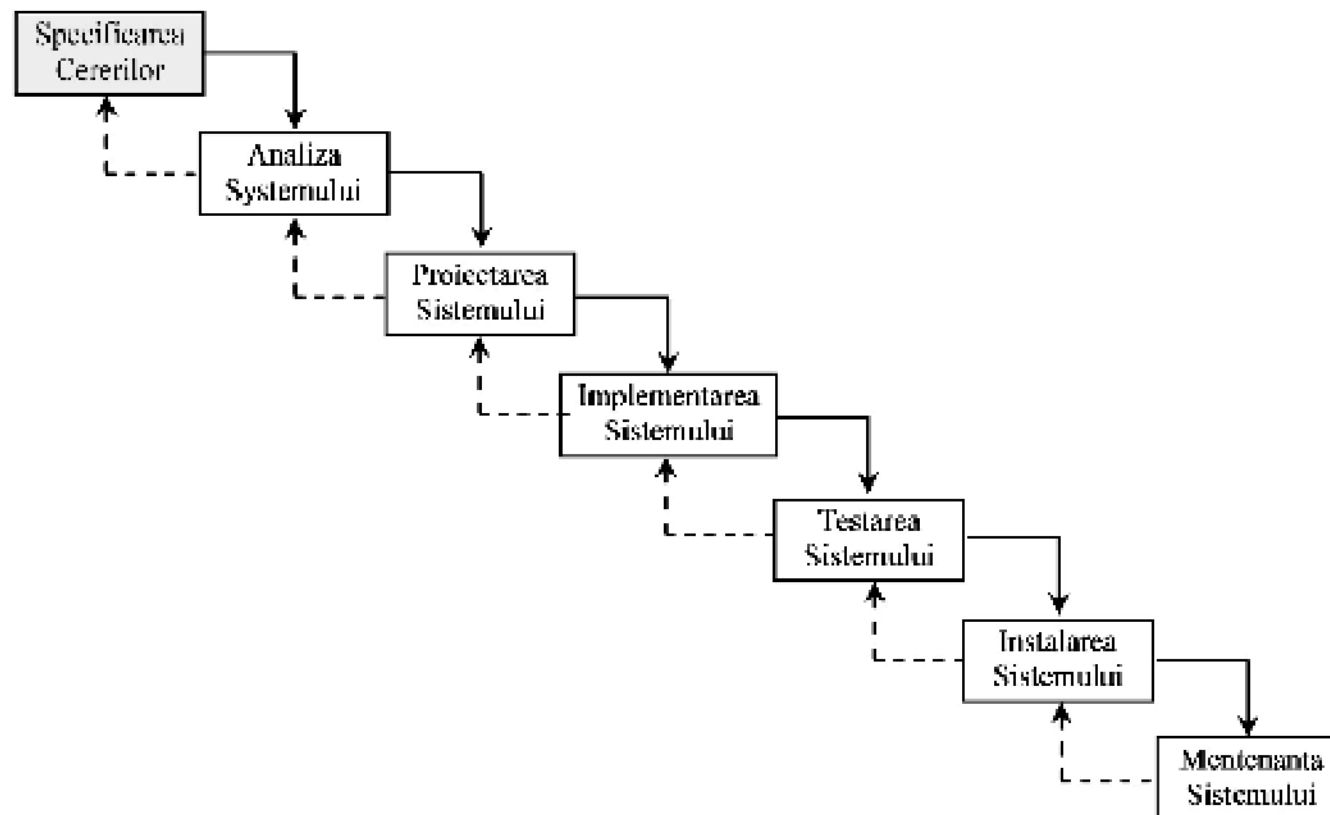 Specificarea
Cererilor
Analiza
Systemului
Proiectarea
Sistemului
Implementarea
Sistemului
Testarea
Sistemului
Instalarea
Sistemului
Mentenanta
Sistemului